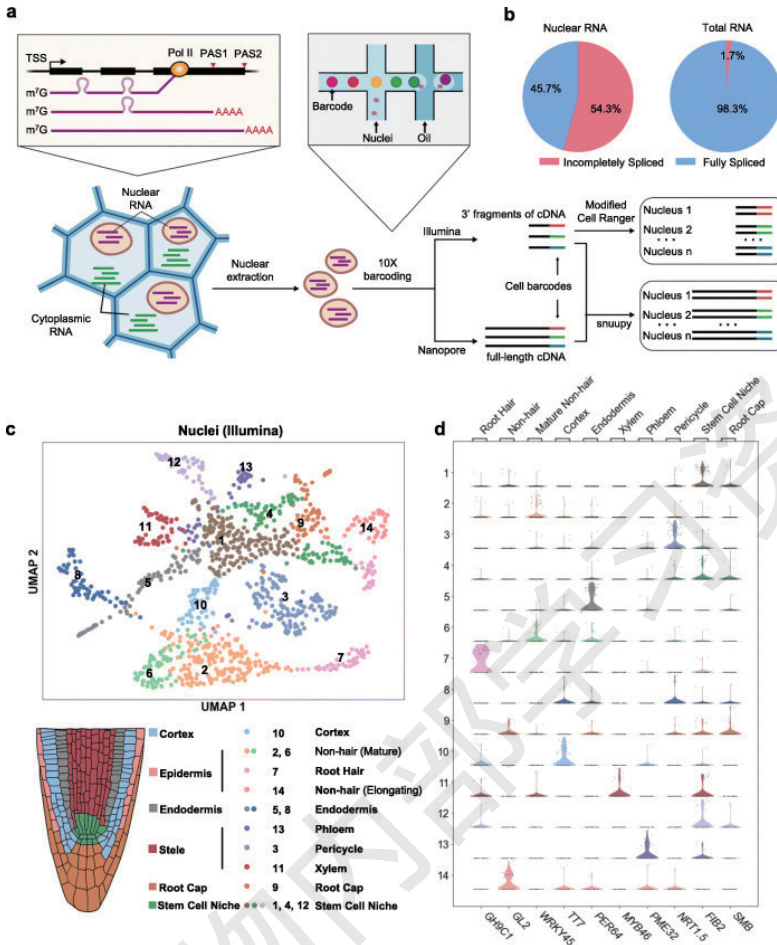 a
TSS
Pol II
PAS1
PAS2
m⁷G
m⁷G
AAAA
m⁷G
AAAA
Barcode
Nuclei
Oil
b
Nuclear RNA
Total RNA
45.7%
54.3%
1.7%
98.3%
Incompletely Spliced
Fully Spliced
Nuclear
RNA
Cytoplasmic
RNA
Nuclear
extraction
10X
barcoding
Illumina
Nanopore
3' fragments of cDNA
Cell barcodes
full-length cDNA
Modified
Cell Ranger
snuupy
Nucleus 1
Nucleus 2
Nucleus n
Nucleus 1
Nucleus 2
Nucleus n
c
Nuclei (Illumina)
UMAP 2
UMAP 1
12
13
4
9
11
14
1
5
8
3
10
2
6
7
Cortex
Epidermis
Endodermis
Stele
Root Cap
Stem Cell Niche
10 Cortex
2, 6 Non-hair (Mature)
7 Root Hair
14 Non-hair (Elongating)
5, 8 Endodermis
13 Phloem
3 Pericycle
11 Xylem
9 Root Cap
1, 4, 12 Stem Cell Niche
d
Root Hair
Non-hair
Mature Non-hair
Cortex
Endodermis
Xylem
Phloem
Pericycle
Stem Cell Niche
Root Cap
1
2
3
4
5
6
7
8
9
10
11
12
13
14
GH9C1
GL2
WRKY45
TT7
PER64
MYB46
PME32
NRT1.5
FIB2
SMB
物内部学习资